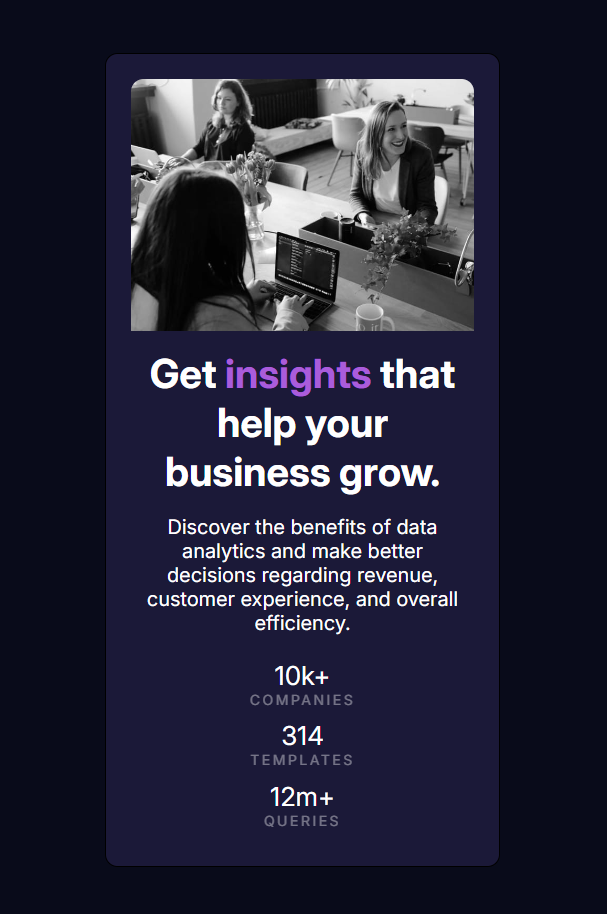 Get insights that
help your
business grow.
Discover the benefits of data
analytics and make better
decisions regarding revenue,
customer experience, and overall
efficiency.
10k+
COMPANIES
314
TEMPLATES
12m+
QUERIES